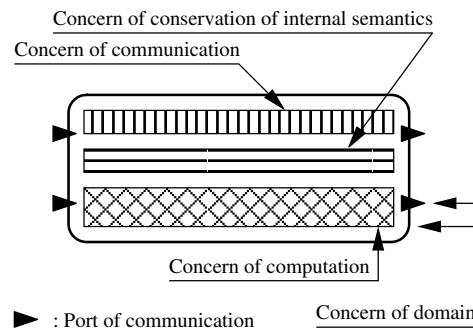 Concern of conservation of internal semantics
Concern of communication
Concern of computation
: Port of communication
Concern of domain